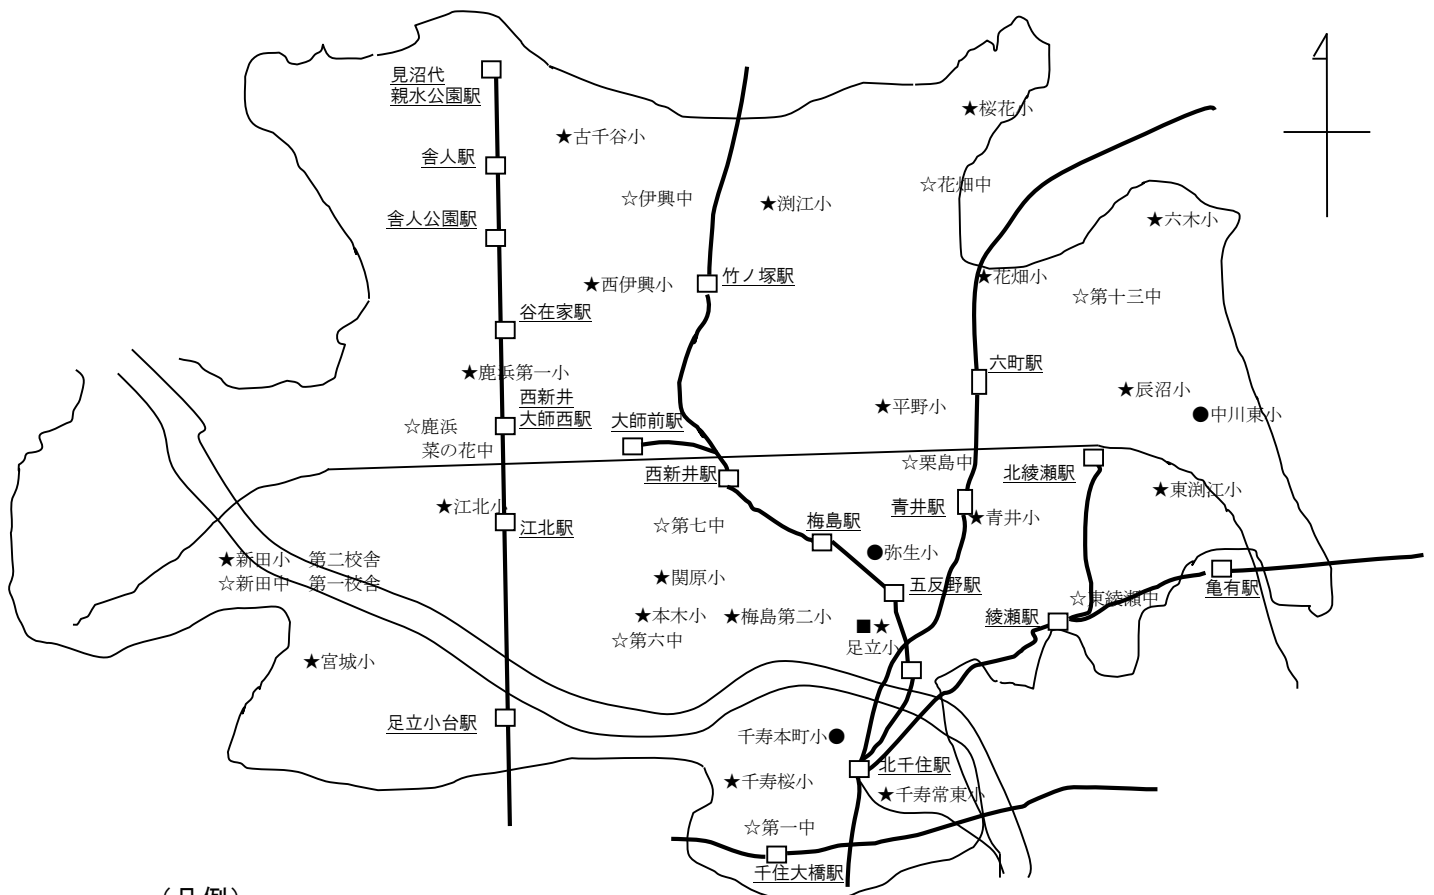 見沼代
親水公園駅
★桜花小
★古千谷小
舎人駅
☆花畑中
☆伊興中
★渕江小
★六木小
舎人公園駅
★花畑小
竹ノ塚駅
★西伊興小
☆第十三中
谷在家駅
六町駅
★鹿浜第一小
★辰沼小
西新井
大師西駅
★平野小
●中川東小
大師前駅
☆鹿浜
菜の花中
☆栗島中
西新井駅
北綾瀬駅
★東渕江小
★江北小
青井駅
★青井小
江北駅
☆第七中
梅島駅
●弥生小
★新田小 第二校舎
☆新田中 第一校舎
★関原小
五反野駅
亀有駅
☆東綾瀬中
★本木小
★梅島第二小
綾瀬駅
■★
足立小
☆第六中
★宮城小
足立小台駅
千寿本町小●
北千住駅
★千寿桜小
★千寿常東小
☆第一中
千住大橋駅
(凡例)